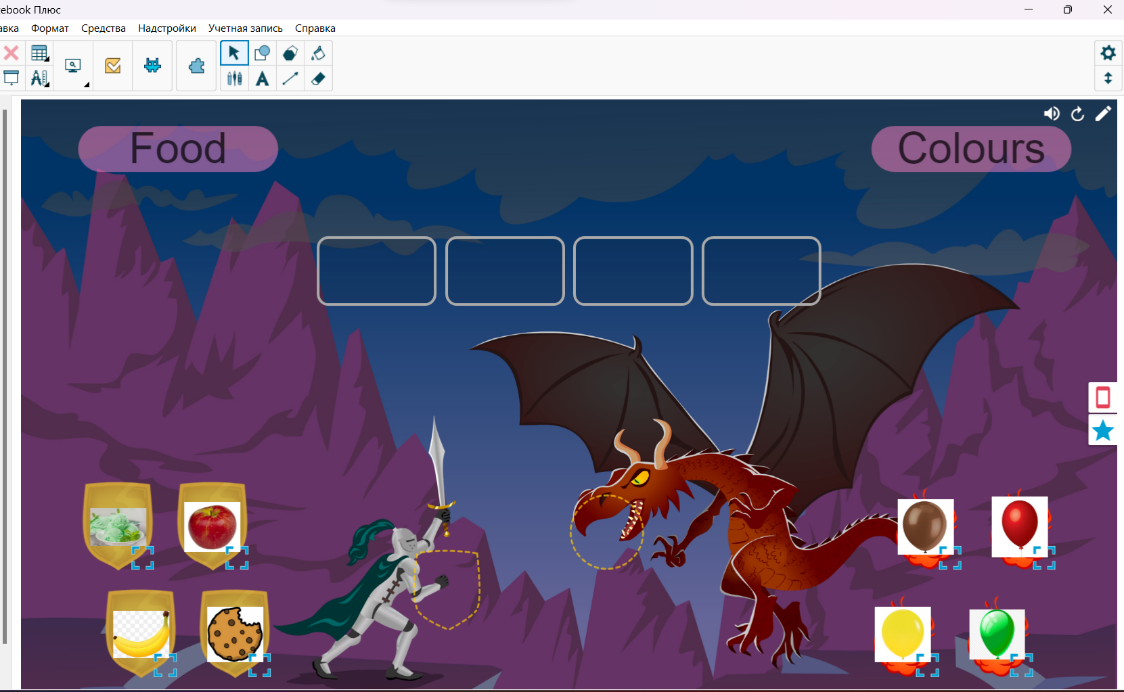 ebook Плюс
авка Формат Средства Надстройки Учетная запись Справка
Food
Colours